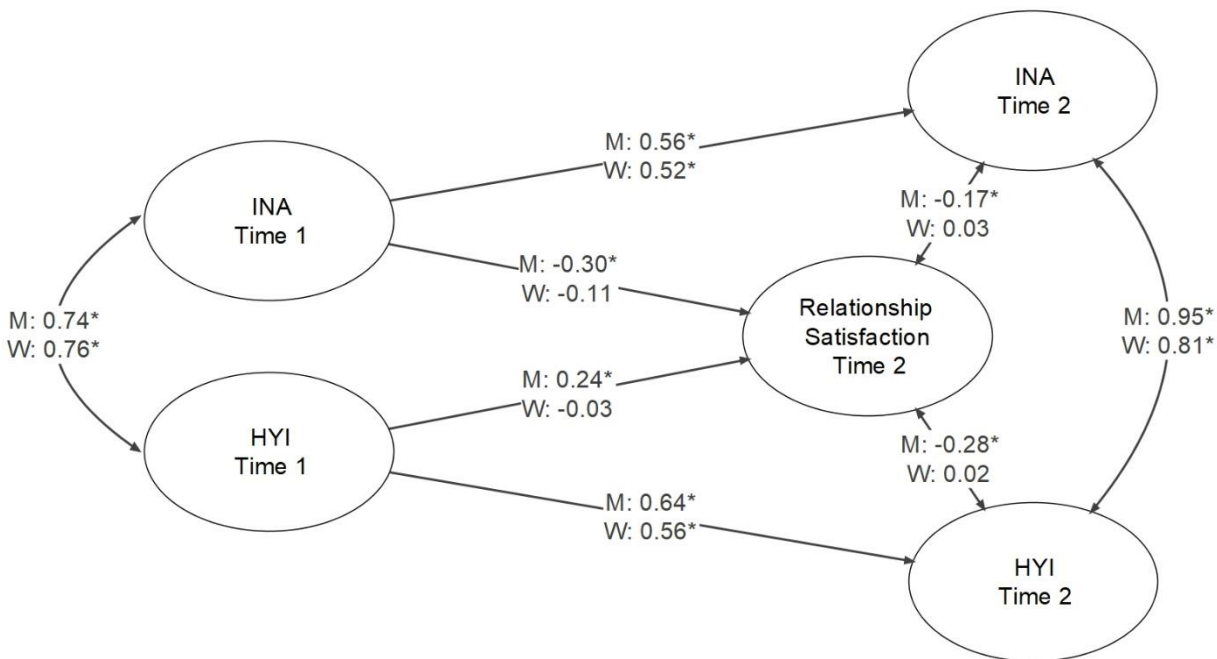 INA
Time 2
M: 0.56*
W: 0.52*
INA
Time 1
M: -0.17*
W: 0.03
M: -0.30*
W: -0.11
Relationship
Satisfaction
Time 2
M: 0.74*
W: 0.76*
M: 0.95*
W: 0.81*
M: 0.24*
W: -0.03
HYI
Time 1
M: -0.28*
W: 0.02
M: 0.64*
W: 0.56*
HYI
Time 2